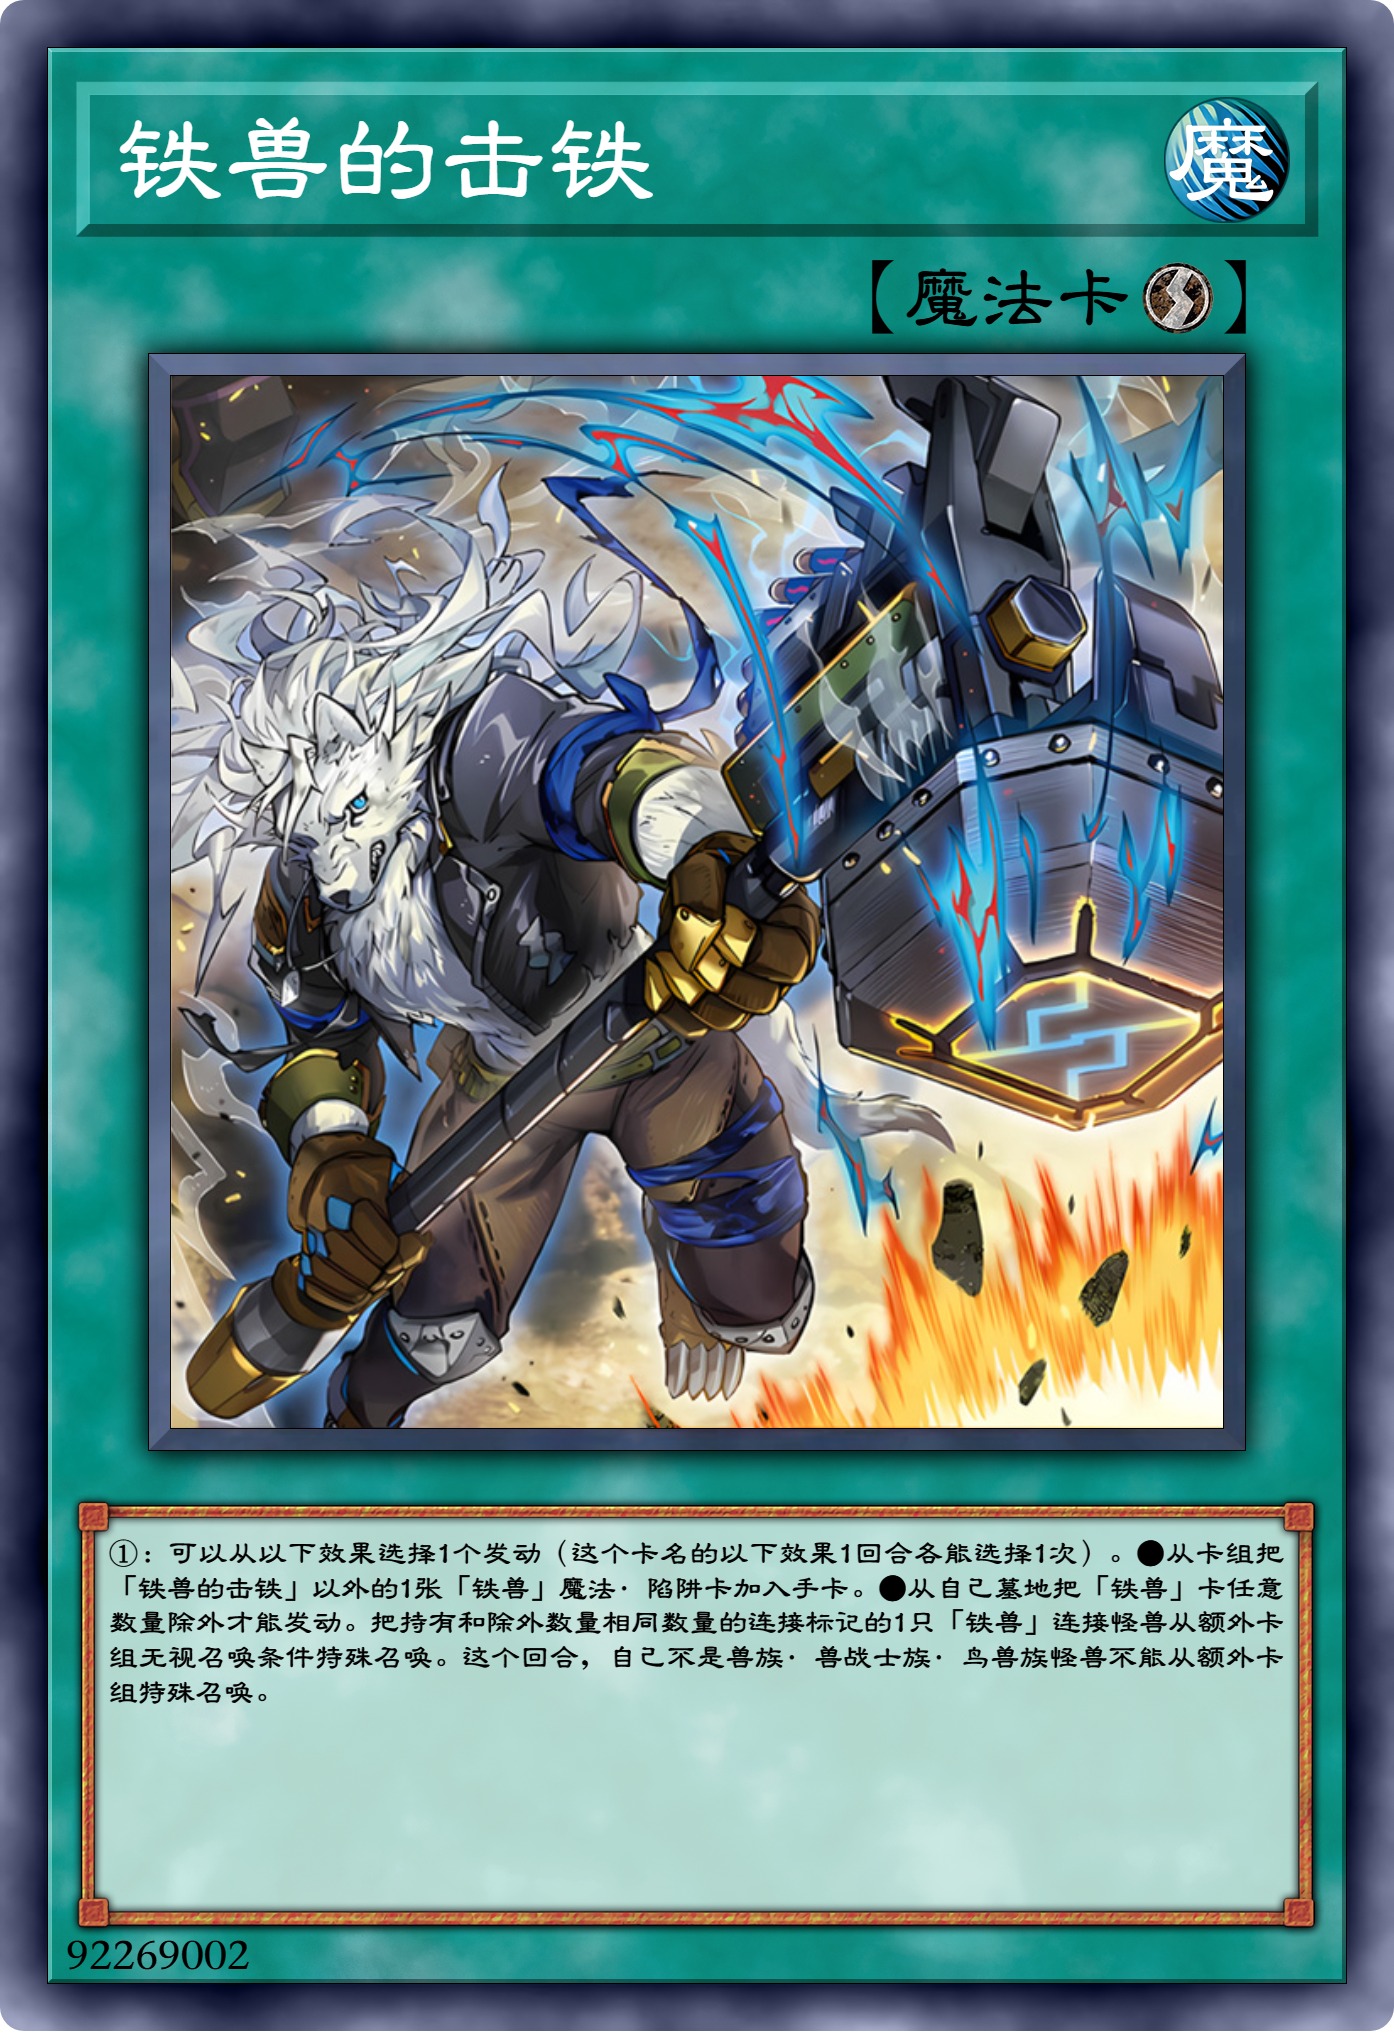 铁兽的击铁
魔
【魔法卡】
①：可以从以下效果选择1个发动（这个卡名的以下效果1回合各能选择1次）。●从卡组把
「铁兽的击铁」以外的1张「铁兽」魔法·陷阱卡加入手卡。●从自己墓地把「铁兽」卡任意
数量除外才能发动。把持有和除外数量相同数量的连接标记的1只「铁兽」连接怪兽从额外卡
组无视召唤条件特殊召唤。这个回合，自己不是兽族·兽战士族·鸟兽族怪兽不能从额外卡
组特殊召唤。
92269002